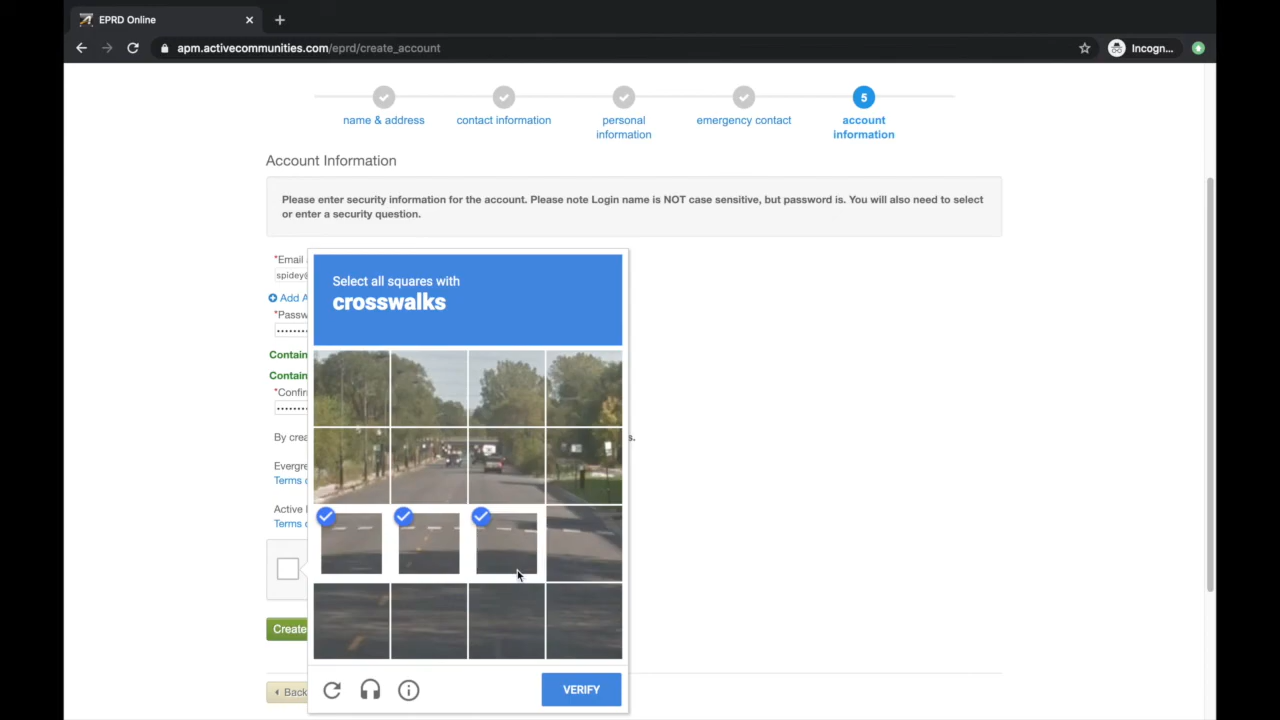 EPRD Online
apm.activecommunities.com/eprd/create_account
Incogn...
5
name & address
contact information
personal
information
emergency contact
account
information
Account Information
Please enter security information for the account. Please note Login name is NOT case sensitive, but password is. You will also need to select
or enter a security question.
*Email
spidey@
Add A
*Passw
Contain
Contain
*Confir
By crea
s.
Evergre
Terms o
Active
Terms o
Create
Back
Select all squares with
crosswalks
VERIFY